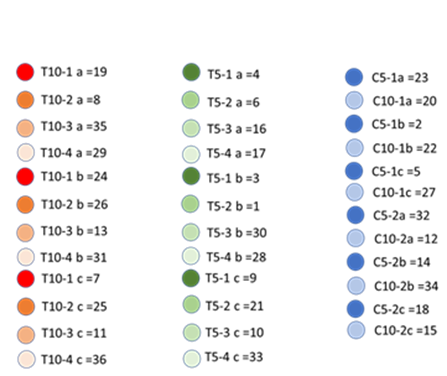 T10-1 a =19
T10-2 a =8
T10-3 a =35
T10-4 a =29
T10-1 b =24
T10-2 b =26
T10-3 b =13
T10-4 b =31
T10-1 c =7
T10-2 c =25
T10-3 c =11
T10-4 c =36
T5-1 a =4
T5-2 a =6
T5-3 a =16
T5-4 a =17
T5-1 b =3
T5-2 b =1
T5-3 b =30
T5-4 b =28
T5-1 c =9
T5-2 c =21
T5-3 c =10
T5-4 c =33
C5-1a =23
C10-1a =20
C5-1b =2
C10-1b =22
C5-1c =5
C10-1c =27
C5-2a =32
C10-2a =12
C5-2b =14
C10-2b =34
C5-2c =18
C10-2c =15